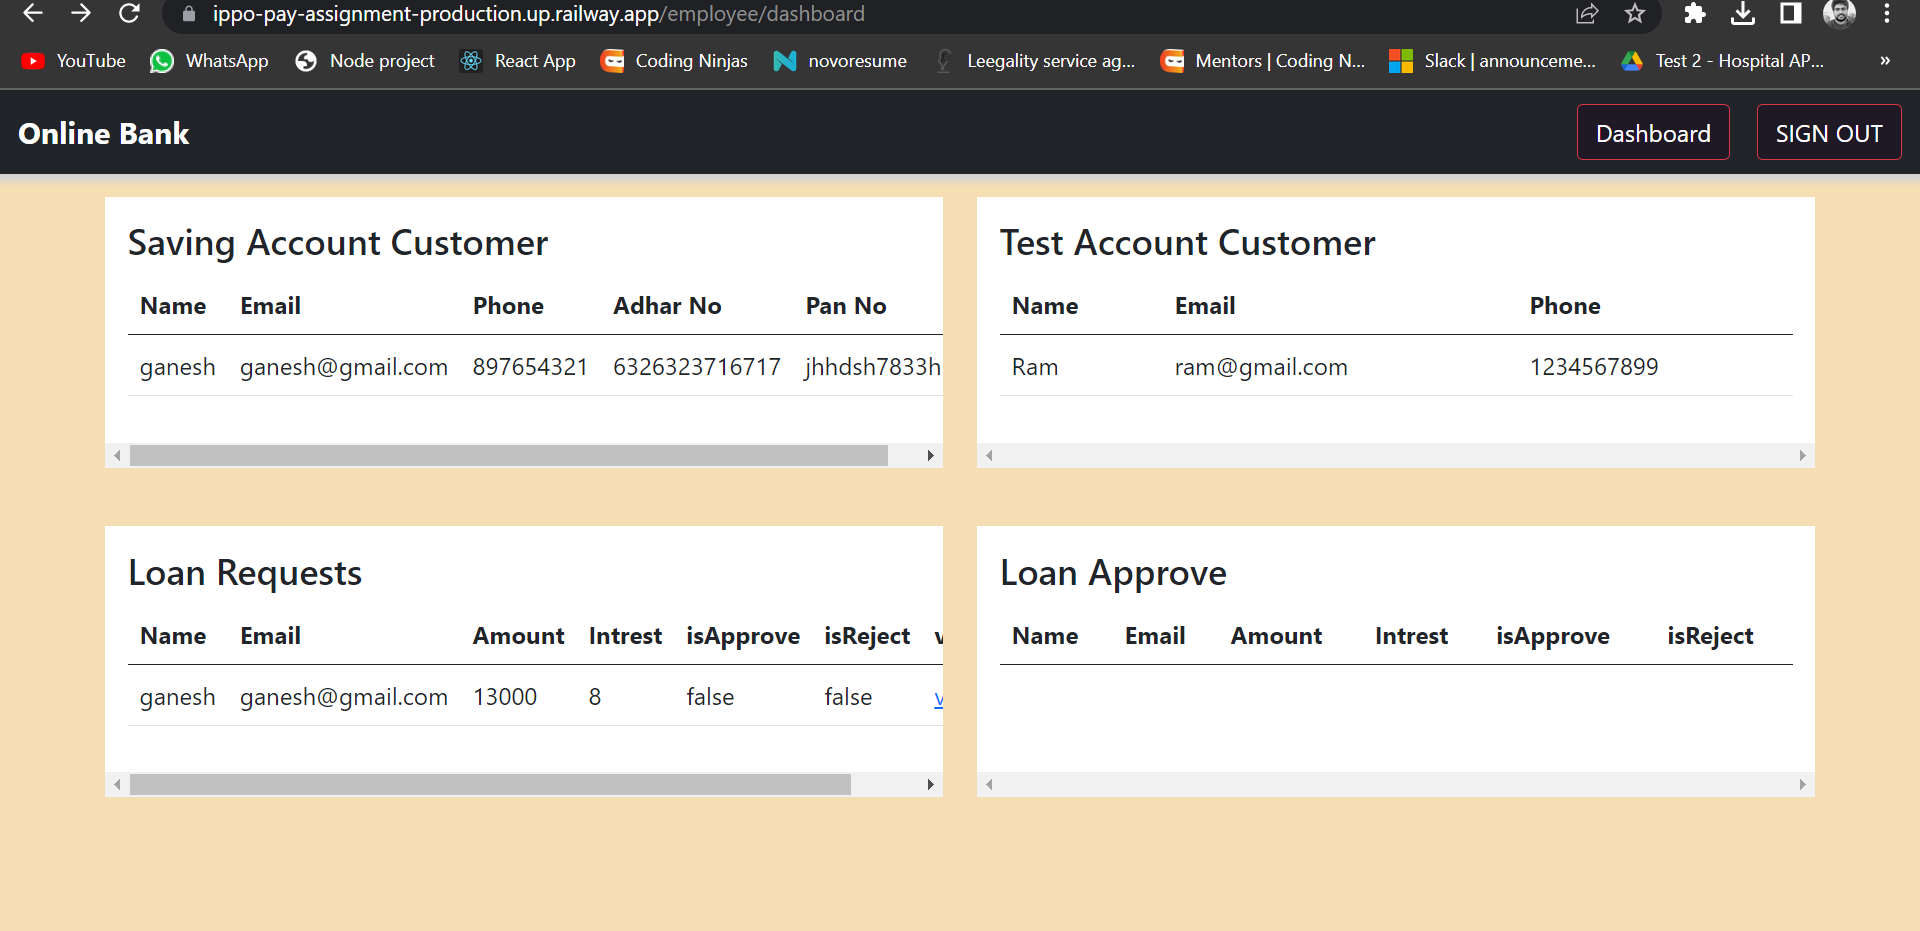 ippo-pay-assignment-production.up.railway.app/employee/dashboard
YouTube WhatsApp Node project React App Coding Ninjas novoresume Leegality service ag... Mentors | Coding N... Slack | announceme... Test 2 - Hospital AP... »
Online Bank Dashboard SIGN OUT
Saving Account Customer
Name Email Phone Adhar No Pan No
ganesh ganesh@gmail.com 897654321 6326323716717 jhhdsh7833h
Test Account Customer
Name Email Phone
Ram ram@gmail.com 1234567899
Loan Requests
Name Email Amount Intrest isApprove isReject v
ganesh ganesh@gmail.com 13000 8 false false v
Loan Approve
Name Email Amount Intrest isApprove isReject